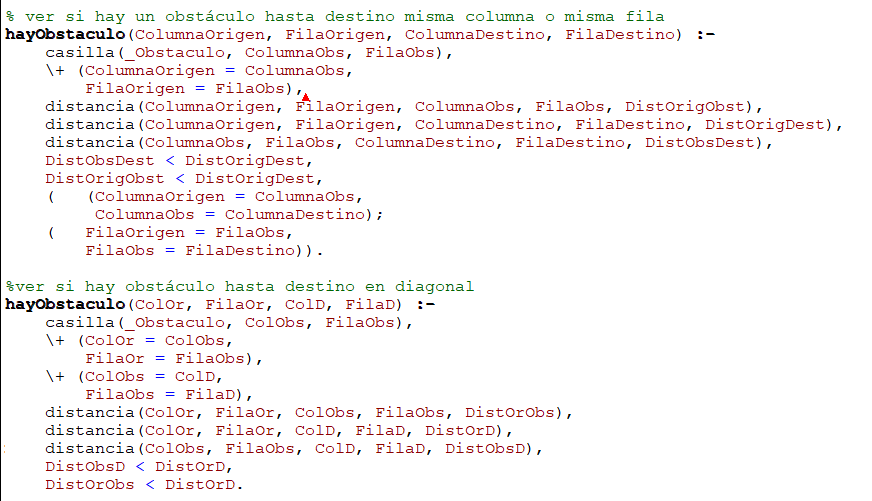 % ver si hay un obstáculo hasta destino misma columna o misma fila
hayObstaculo(ColumnaOrigen, FilaOrigen, ColumnaDestino, FilaDestino) :-
    casilla(_Obstaculo, ColumnaObs, FilaObs),
    \+ (ColumnaOrigen = ColumnaObs,
        FilaOrigen = FilaObs),
    distancia(ColumnaOrigen, FilaOrigen, ColumnaObs, FilaObs, DistOrigObst),
    distancia(ColumnaOrigen, FilaOrigen, ColumnaDestino, FilaDestino, DistOrigDest),
    distancia(ColumnaObs, FilaObs, ColumnaDestino, FilaDestino, DistObsDest),
    DistObsDest < DistOrigDest,
    DistOrigObst < DistOrigDest,
    (   (ColumnaOrigen = ColumnaObs,
         ColumnaObs = ColumnaDestino);
    (   FilaOrigen = FilaObs,
        FilaObs = FilaDestino)).

%ver si hay obstáculo hasta destino en diagonal
hayObstaculo(ColOr, FilaOr, ColD, FilaD) :-
    casilla(_Obstaculo, ColObs, FilaObs),
    \+ (ColOr = ColObs,
        FilaOr = FilaObs),
    \+ (ColObs = ColD,
        FilaObs = FilaD),
    distancia(ColOr, FilaOr, ColObs, FilaObs, DistOrObs),
    distancia(ColOr, FilaOr, ColD, FilaD, DistOrD),
    distancia(ColObs, FilaObs, ColD, FilaD, DistObsD),
    DistObsD < DistOrD,
    DistOrObs < DistOrD.